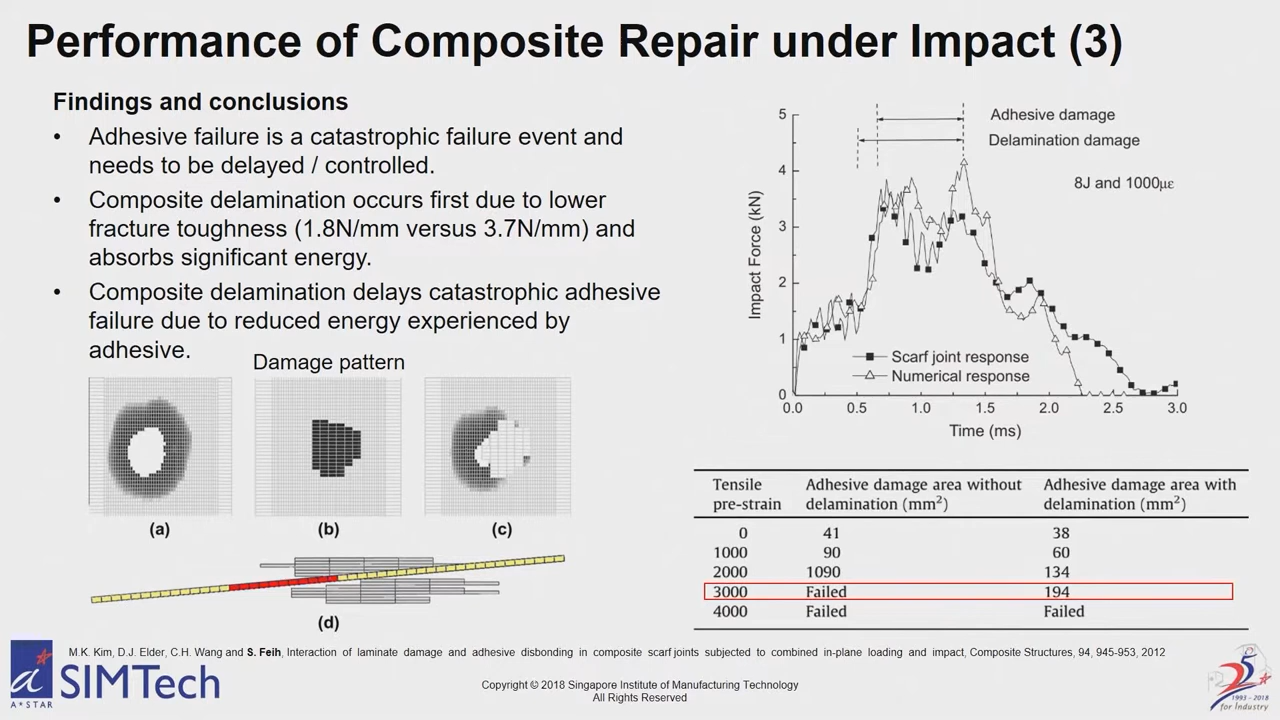 Performance of Composite Repair under Impact (3)
Findings and conclusions
• Adhesive failure is a catastrophic failure event and
needs to be delayed / controlled.
• Composite delamination occurs first due to lower
fracture toughness (1.8N/mm versus 3.7N/mm) and
absorbs significant energy.
• Composite delamination delays catastrophic adhesive
failure due to reduced energy experienced by
adhesive.
Damage pattern
(a) (b) (c)
(d)
Adhesive damage
Delamination damage
8J and 1000με
Impact Force (kN)
5
4
3
2
1
0
Scarf joint response
Numerical response
0.0 0.5 1.0 1.5 2.0 2.5 3.0
Time (ms)
Tensile Adhesive damage area without Adhesive damage area with
pre-strain delamination (mm²) delamination (mm²)
0 41 38
1000 90 60
2000 1090 134
3000 Failed 194
4000 Failed Failed
M.K. Kim, D.J. Elder, C.H. Wang and S. Feih, Interaction of laminate damage and adhesive disbonding in composite scarf joints subjected to combined in-plane loading and impact, Composite Structures, 94, 945-953, 2012
a
A*STAR
SIMTech
Copyright © 2018 Singapore Institute of Manufacturing Technology
All Rights Reserved
25
1993 - 2018
for Industry